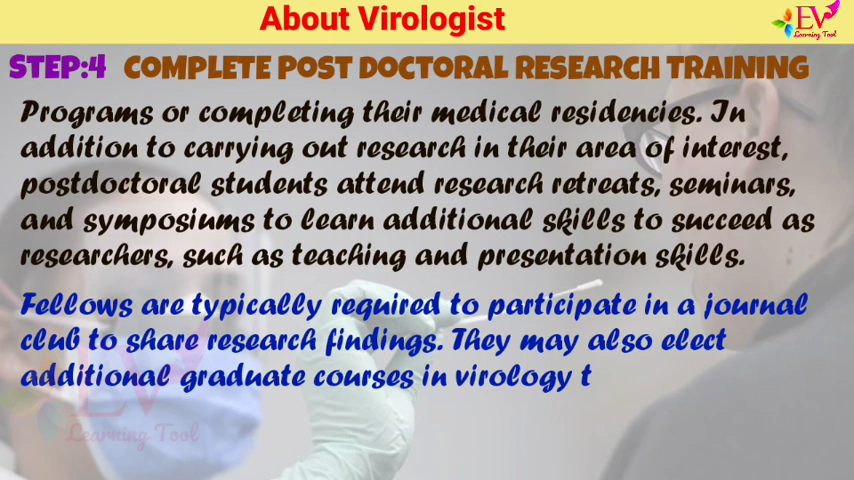 About Virologist
EV
Learning Tool
STEP:4 COMPLETE POST DOCTORAL RESEARCH TRAINING
Programs or completing their medical residencies. In
addition to carrying out research in their area of interest,
postdoctoral students attend research retreats, seminars,
and symposiums to learn additional skills to succeed as
researchers, such as teaching and presentation skills.
Fellows are typically required to participate in a journal
club to share research findings. They may also elect
additional graduate courses in virology t
EV
Learning Tool